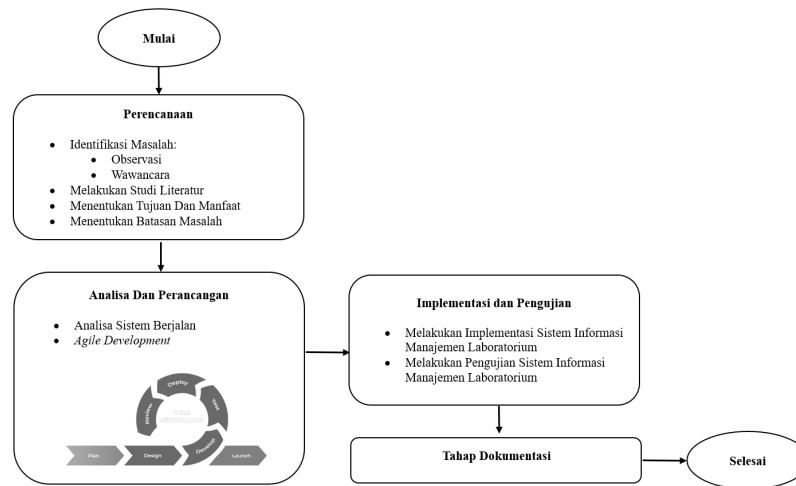 Mulai
Perencanaan
Identifikasi Masalah:
Observasi
Wawancara
Melakukan Studi Literatur
Menentukan Tujuan Dan Manfaat
Menentukan Batasan Masalah
Analisa Dan Perancangan
Analisa Sistem Berjalan
Agile Development
Deploy
Review
Test
Develop
Plan
Design
Launch
Implementasi dan Pengujian
Melakukan Implementasi Sistem Informasi
Manajemen Laboratorium
Melakukan Pengujian Sistem Informasi
Manajemen Laboratorium
Tahap Dokumentasi
Selesai